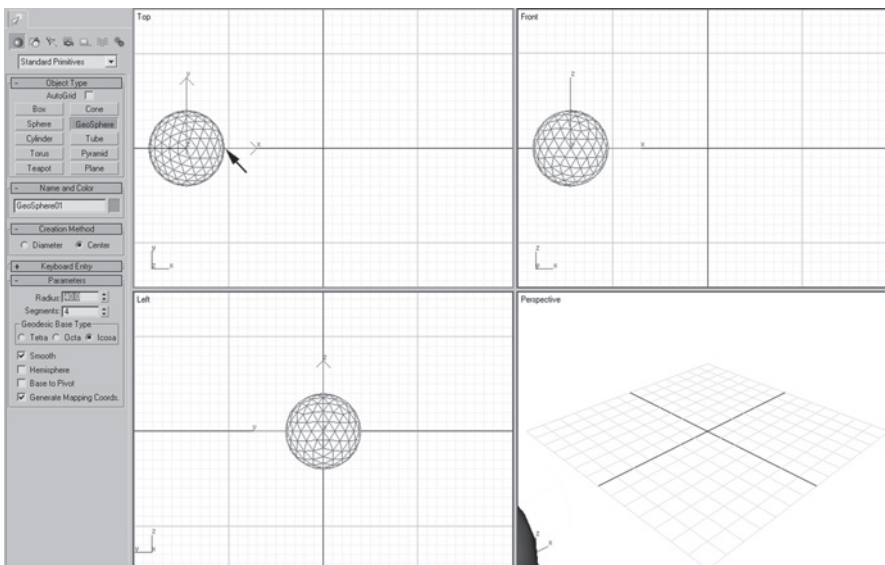 Standard Primitives
- Object Type
AutoGrid
Box Cone
Sphere GeoSphere
Cylinder Tube
Torus Pyramid
Teapot Plane
- Name and Color
GeoSphere01
- Creation Method
Diameter Center
+ Keyboard Entry
- Parameters
Radius:
Segments: 4
Geodesic Base Type
Tetra Octa Icosa
Smooth
Hemisphere
Base to Pivot
Generate Mapping Coords.
Top
y
x
y
z x
Front
z
x
z
y x
Left
z
y
z
y x
Perspective
z
x